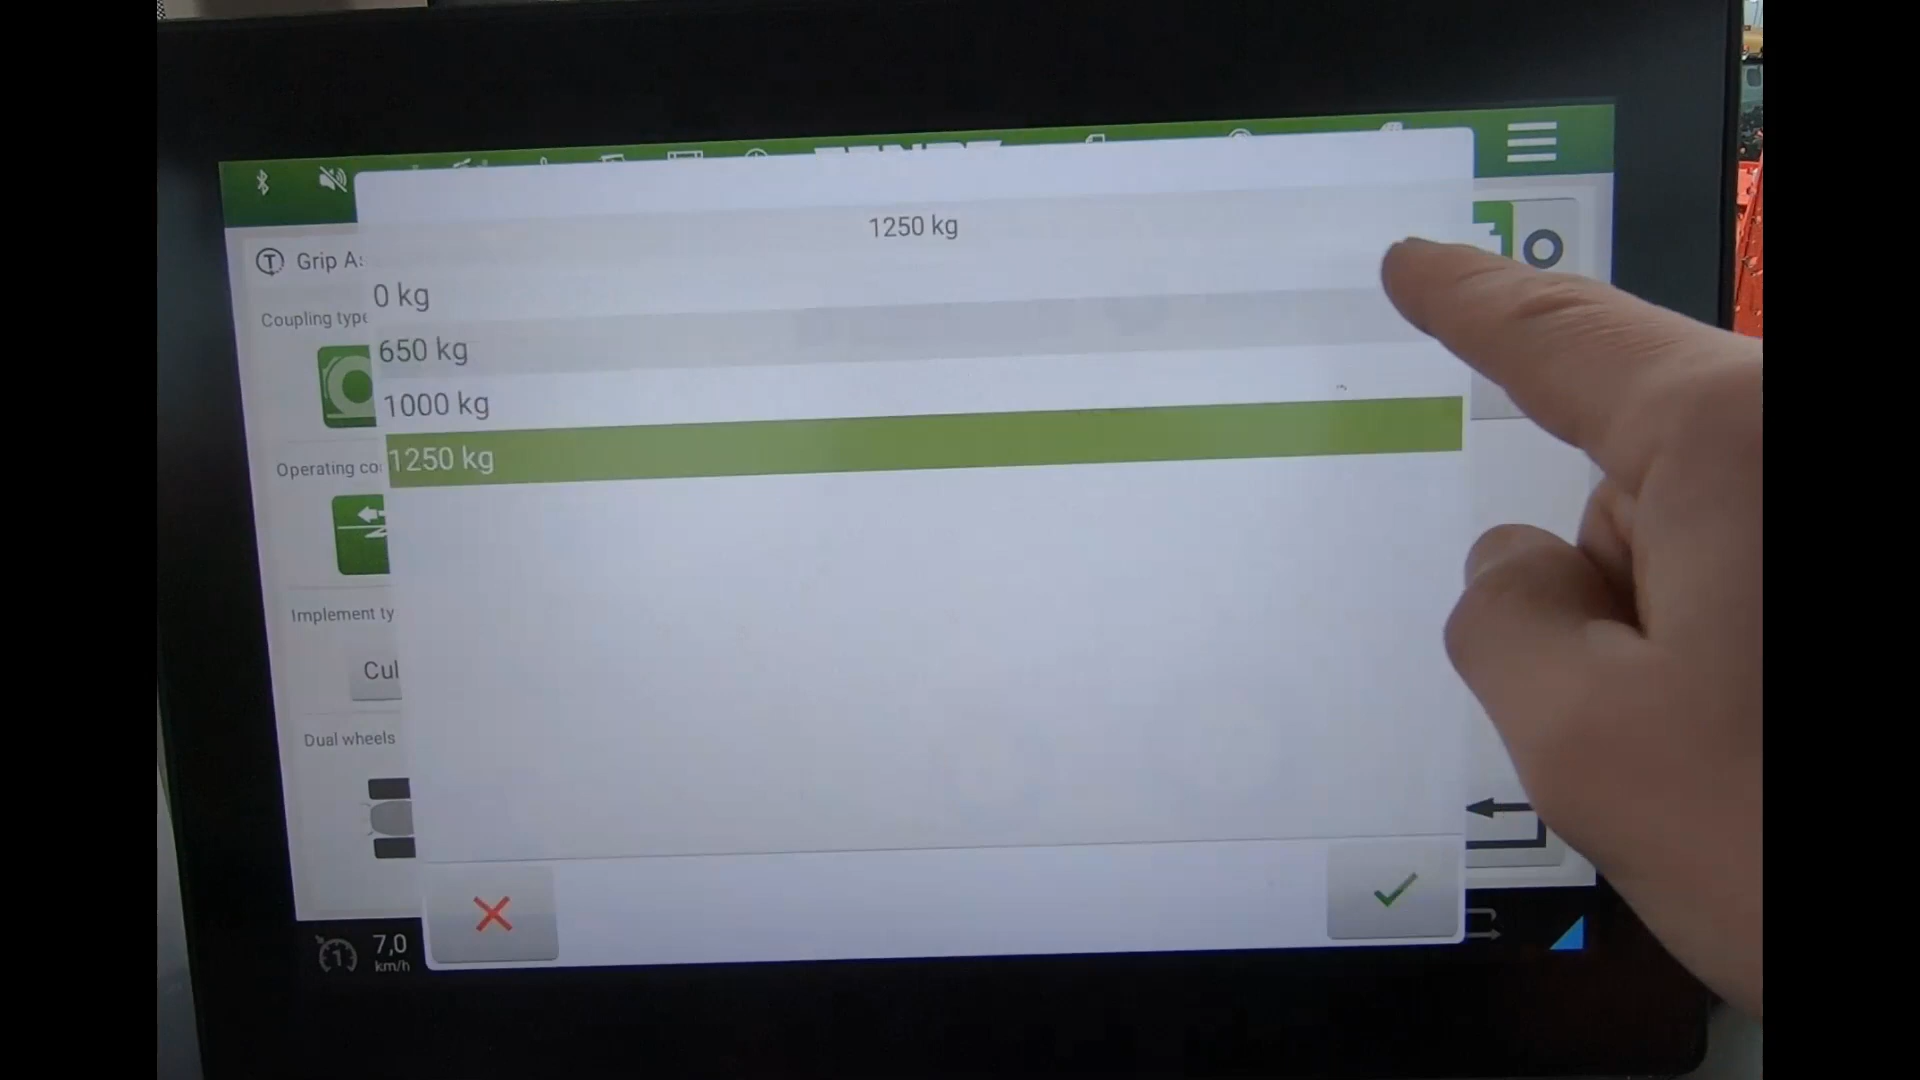 1250 kg
Grip A
0 kg
Coupling type
650 kg
1000 kg
1250 kg
Operating co
Implement ty
Cul
Dual wheels
1
7,0
km/h